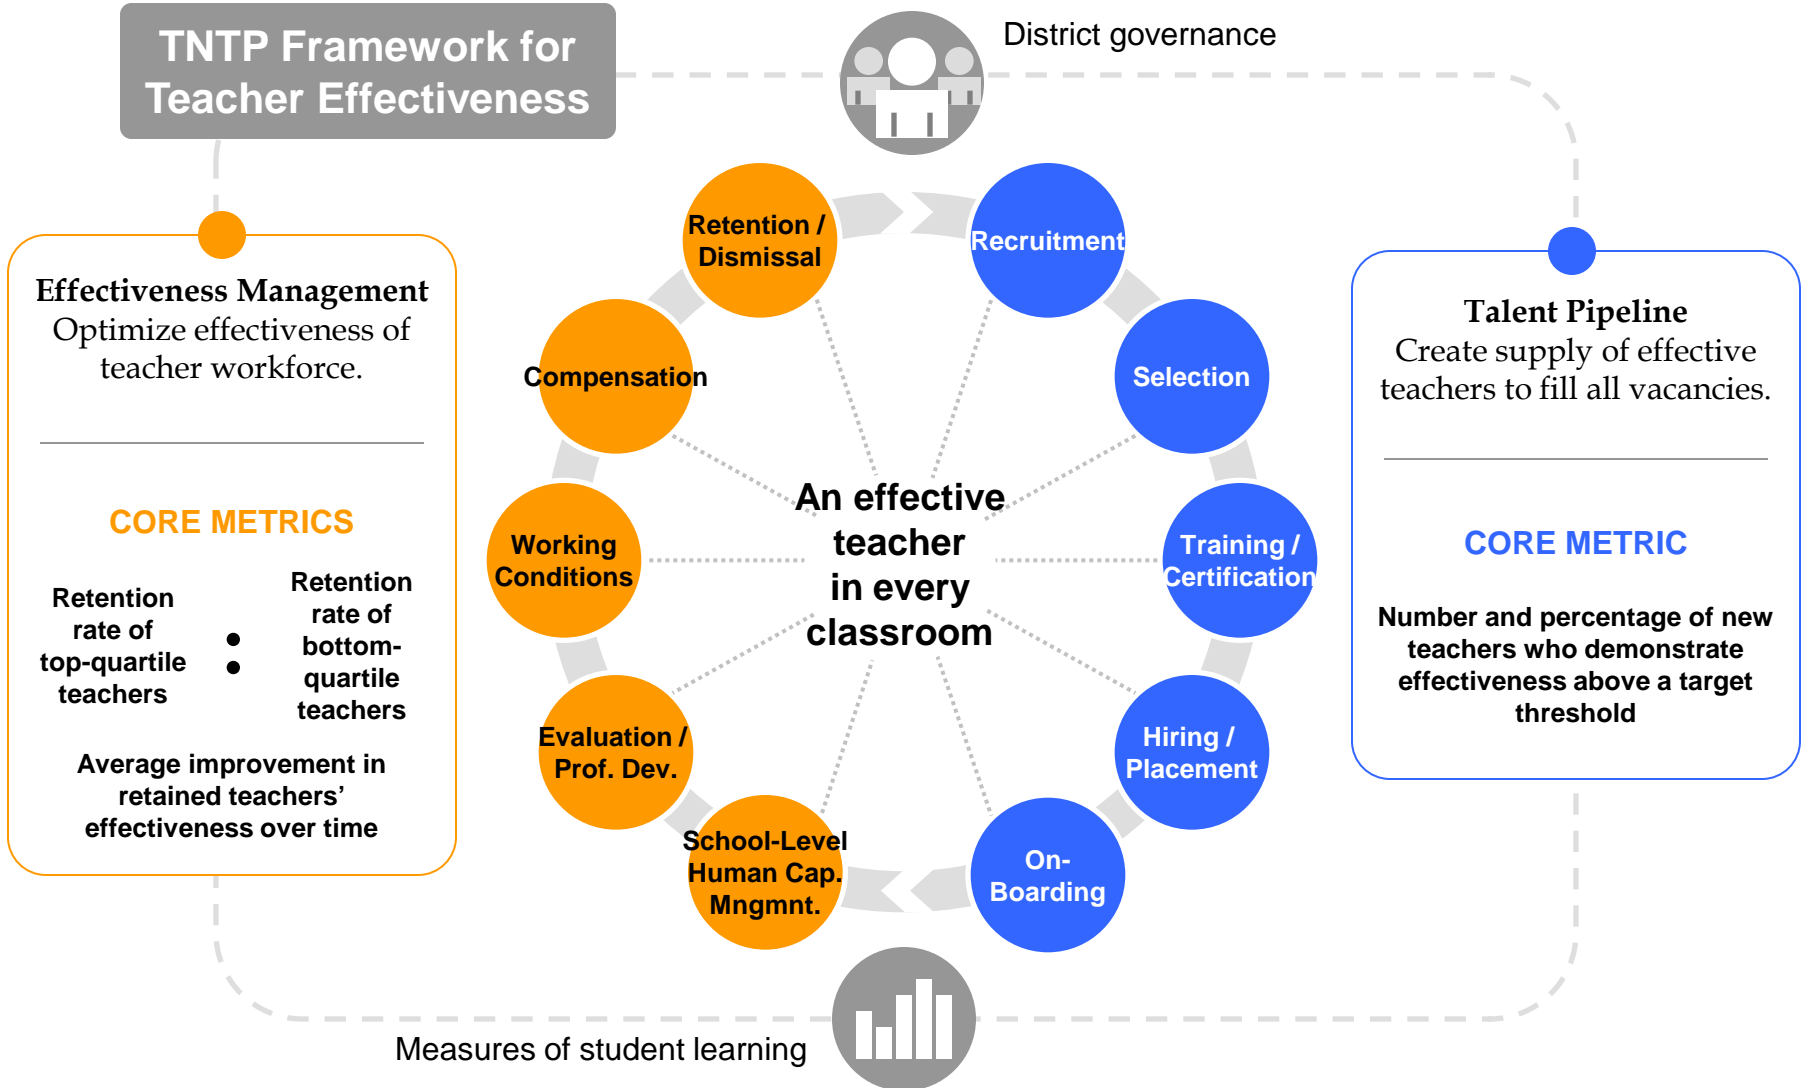 TNTP Framework for
Teacher Effectiveness
District governance
Effectiveness Management
Optimize effectiveness of
teacher workforce.
CORE METRICS
Retention
rate of
top-quartile
teachers
:
Retention
rate of
bottom-
quartile
teachers
Average improvement in
retained teachers’
effectiveness over time
Retention /
Dismissal
Compensation
Working
Conditions
Evaluation /
Prof. Dev.
School-Level
Human Cap.
Mngmnt.
An effective
teacher
in every
classroom
Recruitment
Selection
Training /
Certification
Hiring /
Placement
On-
Boarding
Talent Pipeline
Create supply of effective
teachers to fill all vacancies.
CORE METRIC
Number and percentage of new
teachers who demonstrate
effectiveness above a target
threshold
Measures of student learning